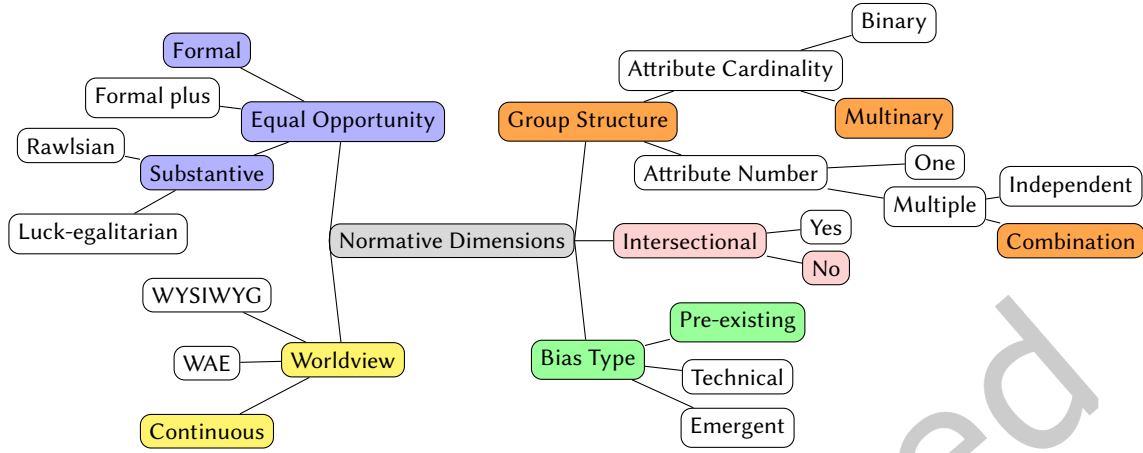 Binary
Formal
Attribute Cardinality
Formal plus
Equal Opportunity
Group Structure
Multinary
Rawlsian
Substantive
Attribute Number
One
Independent
Multiple
Luck-egalitarian
Normative Dimensions
Intersectional
Yes
Combination
No
WYSIWYG
Pre-existing
WAE
Worldview
Bias Type
Technical
Continuous
Emergent
ed